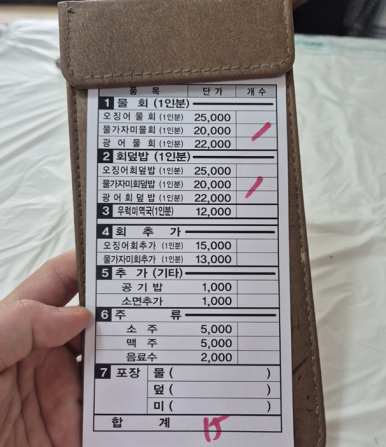 품 목 단 가 개 수
1 물 회 (1인분)
오징어물회 (1인분) 25,000
물가자미물회 (1인분) 20,000
광어물회 (1인분) 22,000
2 회덮밥 (1인분)
오징어회덮밥 (1인분) 25,000
물가자미회덮밥 (1인분) 20,000
광어회덮밥 (1인분) 22,000
3 우럭미역국(1인분) 12,000
4 회 추 가
오징어회추가 (1인분) 15,000
물가자미회추가 (1인분) 13,000
5 추 가 (기타)
공 기 밥 1,000
소면추가 1,000
6 주 류
소 주 5,000
맥 주 5,000
음료수 2,000
7 포장 물 ( )
덮 ( )
미 ( )
합 계 15